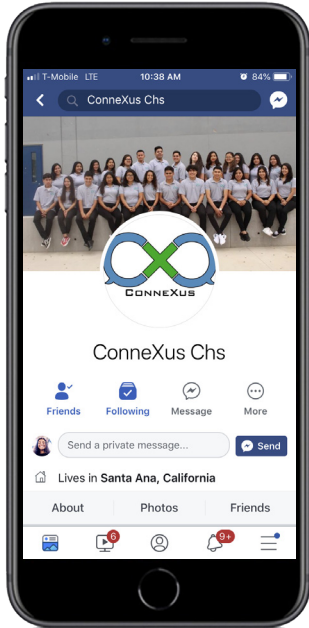 T-Mobile LTE 10:38 AM 84%
ConneXus Chs
CONNEXUS
ConneXus Chs
Friends Following Message More
Send a private message... Send
Lives in Santa Ana, California
About Photos Friends
6 9+